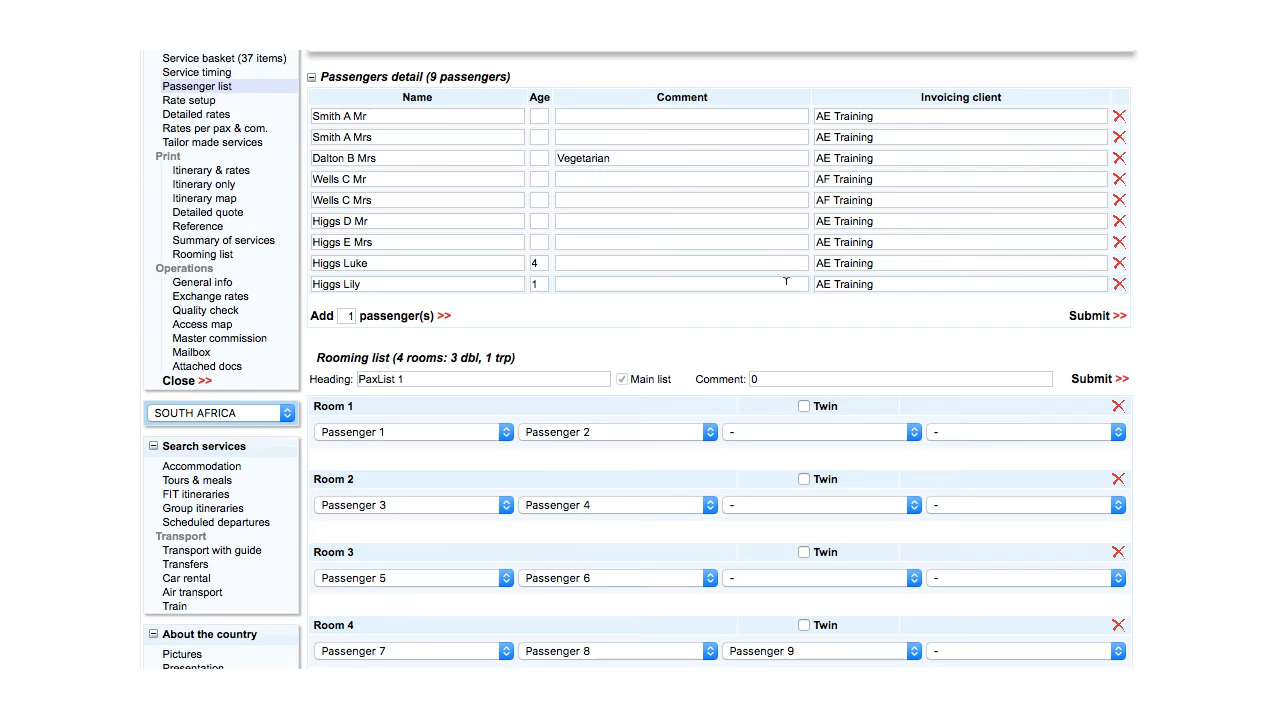 Service basket (37 items)
Service timing
Passenger list
Rate setup
Detailed rates
Rates per pax & com.
Tailor made services
Print
Itinerary & rates
Itinerary only
Itinerary map
Detailed quote
Reference
Summary of services
Rooming list
Operations
General info
Exchange rates
Quality check
Access map
Master commission
Mailbox
Attached docs
Close >>
SOUTH AFRICA
Search services
Accommodation
Tours & meals
FIT itineraries
Group itineraries
Scheduled departures
Transport
Transport with guide
Transfers
Car rental
Air transport
Train
About the country
Pictures
Presentation
Passengers detail (9 passengers)
Name Age Comment Invoicing client
Smith A Mr AE Training
Smith A Mrs AE Training
Dalton B Mrs Vegetarian AE Training
Wells C Mr AF Training
Wells C Mrs AF Training
Higgs D Mr AE Training
Higgs E Mrs AE Training
Higgs Luke 4 AE Training
Higgs Lily 1 AE Training
Add 1 passenger(s) >> Submit >>
Rooming list (4 rooms: 3 dbl, 1 trp)
Heading: PaxList 1 Main list Comment: 0 Submit >>
Room 1 Twin
Passenger 1 Passenger 2 - -
Room 2 Twin
Passenger 3 Passenger 4 - -
Room 3 Twin
Passenger 5 Passenger 6 - -
Room 4 Twin
Passenger 7 Passenger 8 Passenger 9 -